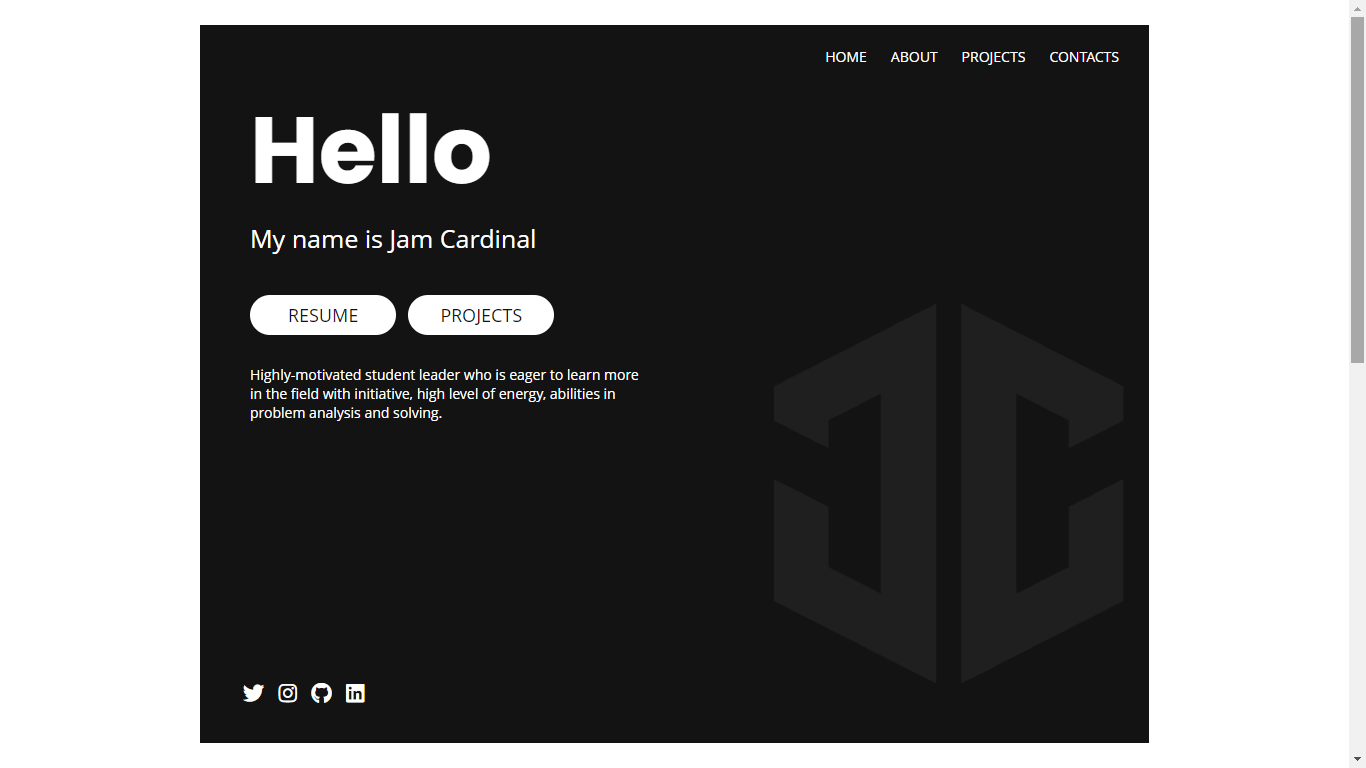 HOME ABOUT PROJECTS CONTACTS
Hello
My name is Jam Cardinal
RESUME PROJECTS
Highly-motivated student leader who is eager to learn more
in the field with initiative, high level of energy, abilities in
problem analysis and solving.